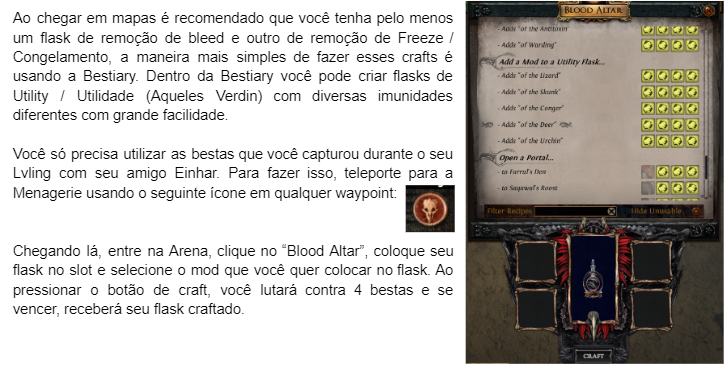 Ao chegar em mapas é recomendado que você tenha pelo menos
um flask de remoção de bleed e outro de remoção de Freeze /
Congelamento, a maneira mais simples de fazer esses crafts é
usando a Bestiary. Dentro da Bestiary você pode criar flasks de
Utility / Utilidade (Aqueles Verdin) com diversas imunidades
diferentes com grande facilidade.
Você só precisa utilizar as bestas que você capturou durante o seu
Lvling com seu amigo Einhar. Para fazer isso, teleporte para a
Menagerie usando o seguinte ícone em qualquer waypoint:
Chegando lá, entre na Arena, clique no “Blood Altar”, coloque seu
flask no slot e selecione o mod que você quer colocar no flask. Ao
pressionar o botão de craft, você lutará contra 4 bestas e se
vencer, receberá seu flask craftado.
BLOOD ALTAR
- Adds "of the Antitoxin"
- Adds "of Warding"
Add a Mod to a Utility Flask...
- Adds "of the Lizard"
- Adds "of the Skunk"
- Adds "of the Conger"
- Adds "of the Deer"
- Adds "of the Urchin"
Open a Portal...
- to Farrul's Den
- to Saqawal's Roost
Filter Recipes
Hide Unusable
CRAFT